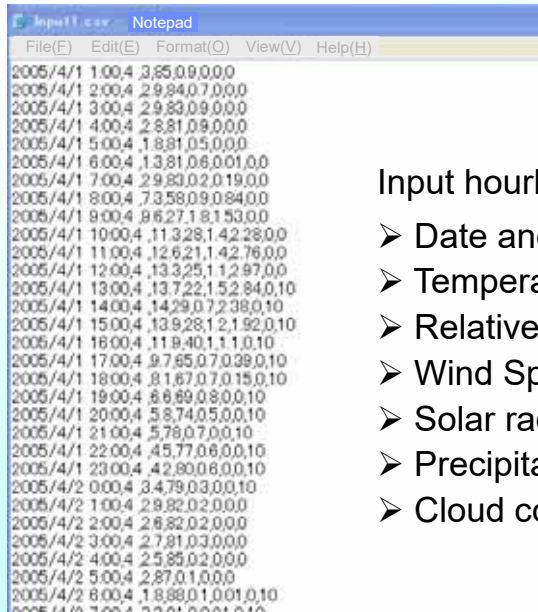 Input1.csv - Notepad
File(F) Edit(E) Format(O) View(V) Help(H)
2005/4/1 1:00,4 ,3,85,0.9,0,0,0
2005/4/1 2:00,4 ,2.9,84,0.7,0,0,0
2005/4/1 3:00,4 ,2.9,83,0.9,0,0,0
2005/4/1 4:00,4 ,2.8,81,0.9,0,0,0
2005/4/1 5:00,4 ,1.8,81,0.5,0,0,0
2005/4/1 6:00,4 ,1.3,81,0.6,0.01,0,0
2005/4/1 7:00,4 ,2.9,83,0.2,0.19,0,0
2005/4/1 8:00,4 ,7.3,58,0.9,0.84,0,0
2005/4/1 9:00,4 ,9.6,27,1.8,1.53,0,0
2005/4/1 10:00,4 ,11.3,28,1.4,2.28,0,0
2005/4/1 11:00,4 ,12.6,21,1.4,2.76,0,0
2005/4/1 12:00,4 ,13.3,25,1.1,2.97,0,0
2005/4/1 13:00,4 ,13.7,22,1.5,2.84,0,10
2005/4/1 14:00,4 ,14,29,0.7,2.38,0,10
2005/4/1 15:00,4 ,13.9,28,1.2,1.92,0,10
2005/4/1 16:00,4 ,11.9,40,1.1,1.1,0,10
2005/4/1 17:00,4 ,9.7,65,0.7,0.39,0,10
2005/4/1 18:00,4 ,8.1,67,0.7,0.15,0,10
2005/4/1 19:00,4 ,6.6,69,0.8,0,0,10
2005/4/1 20:00,4 ,5.8,74,0.5,0,0,10
2005/4/1 21:00,4 ,5,78,0.7,0,0,10
2005/4/1 22:00,4 ,4.5,77,0.6,0,0,10
2005/4/1 23:00,4 ,4.2,80,0.6,0,0,10
2005/4/2 0:00,4 ,3.4,79,0.3,0,0,10
2005/4/2 1:00,4 ,2.9,82,0.2,0,0,0
2005/4/2 2:00,4 ,2.6,82,0.2,0,0,0
2005/4/2 3:00,4 ,2.7,81,0.3,0,0,0
2005/4/2 4:00,4 ,2.5,85,0.2,0,0,0
2005/4/2 5:00,4 ,2,87,0.1,0,0,0
2005/4/2 6:00,4 ,1.8,88,0.1,0.01,0,10
Input hourl
➢ Date an
➢ Tempera
➢ Relative
➢ Wind Sp
➢ Solar ra
➢ Precipita
➢ Cloud c